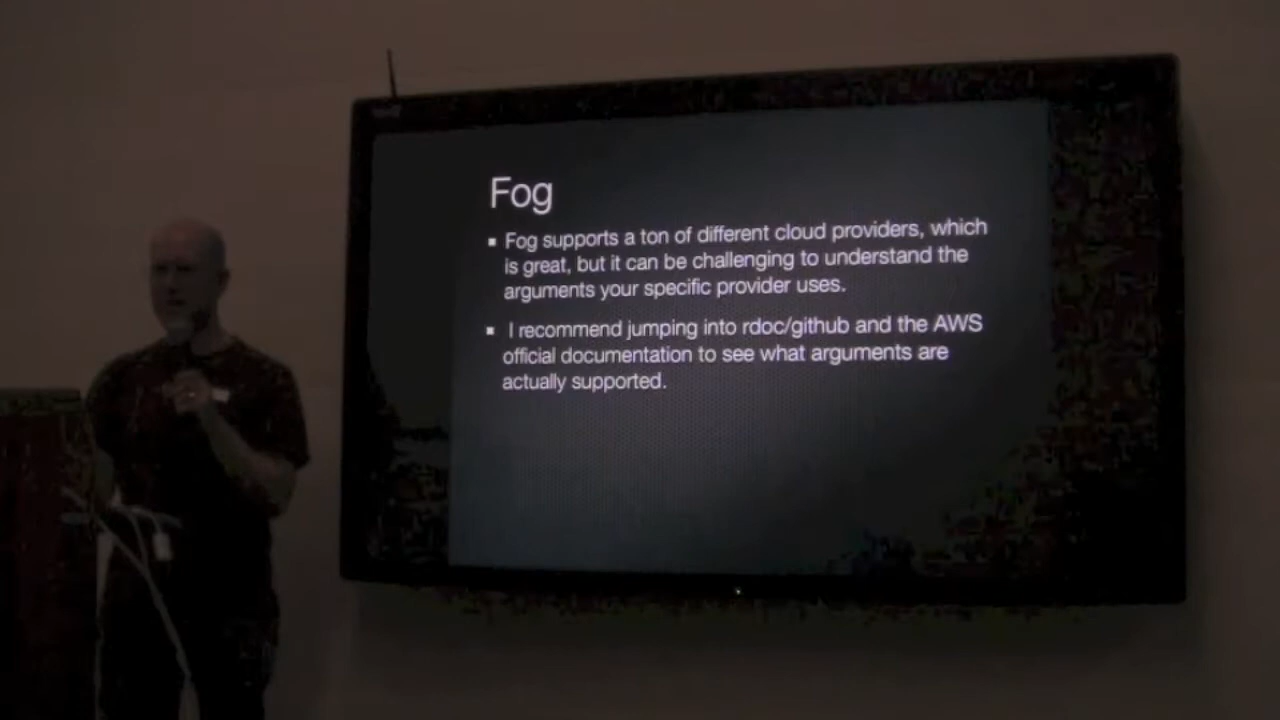 Fog
▪ Fog supports a ton of different cloud providers, which
is great, but it can be challenging to understand the
arguments your specific provider uses.
▪ I recommend jumping into rdoc/github and the AWS
official documentation to see what arguments are
actually supported.